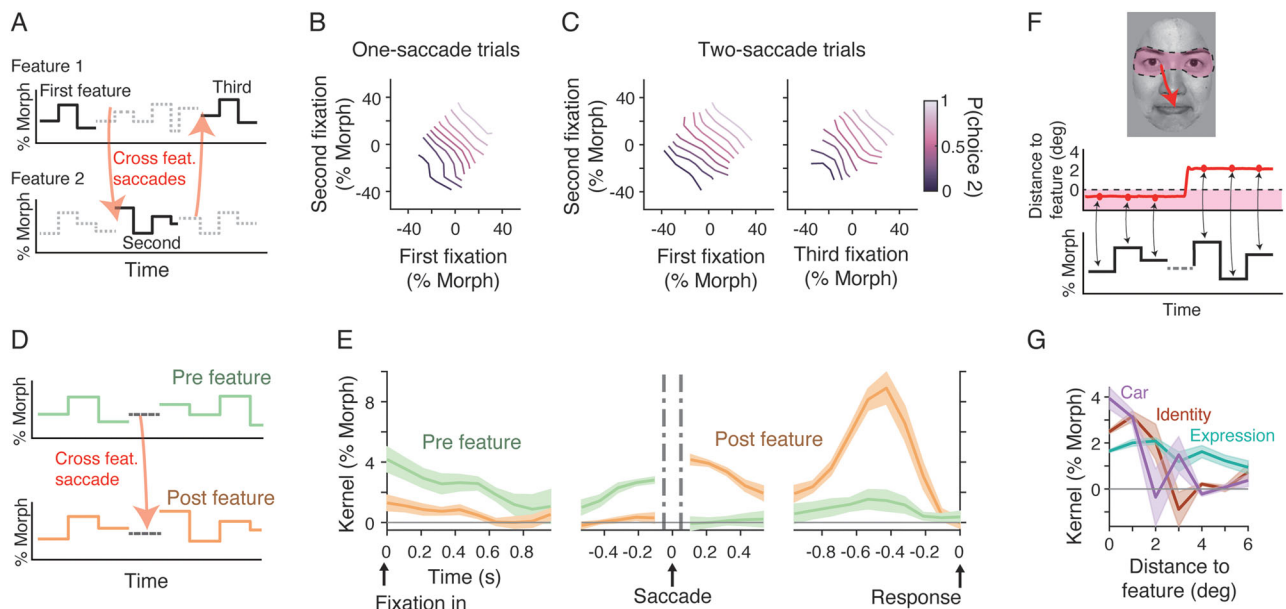 A
Feature 1
First feature
Third
% Morph
Cross feat.
saccades
Feature 2
% Morph
Second
Time
B
One-saccade trials
Second fixation
(% Morph)
40
0
-40
-40
0
40
First fixation
(% Morph)
C
Two-saccade trials
Second fixation
(% Morph)
40
0
-40
-40
0
40
First fixation
(% Morph)
40
0
-40
-40
0
40
Third fixation
(% Morph)
1
0.5
0
P(choice 2)
D
% Morph
Pre feature
Cross feat.
saccade
% Morph
Post feature
Time
E
Kernel (% Morph)
8
4
0
Pre feature
Post feature
0 0.2 0.4 0.6 0.8
-0.4 -0.2 0 0.2 0.4
-0.8 -0.6 -0.4 -0.2 0
Time (s)
Fixation in
Saccade
Response
F
Distance to
feature (deg)
4
2
0
% Morph
Time
G
Kernel (% Morph)
4
2
0
Car
Identity
Expression
0 2 4 6
Distance to
feature (deg)